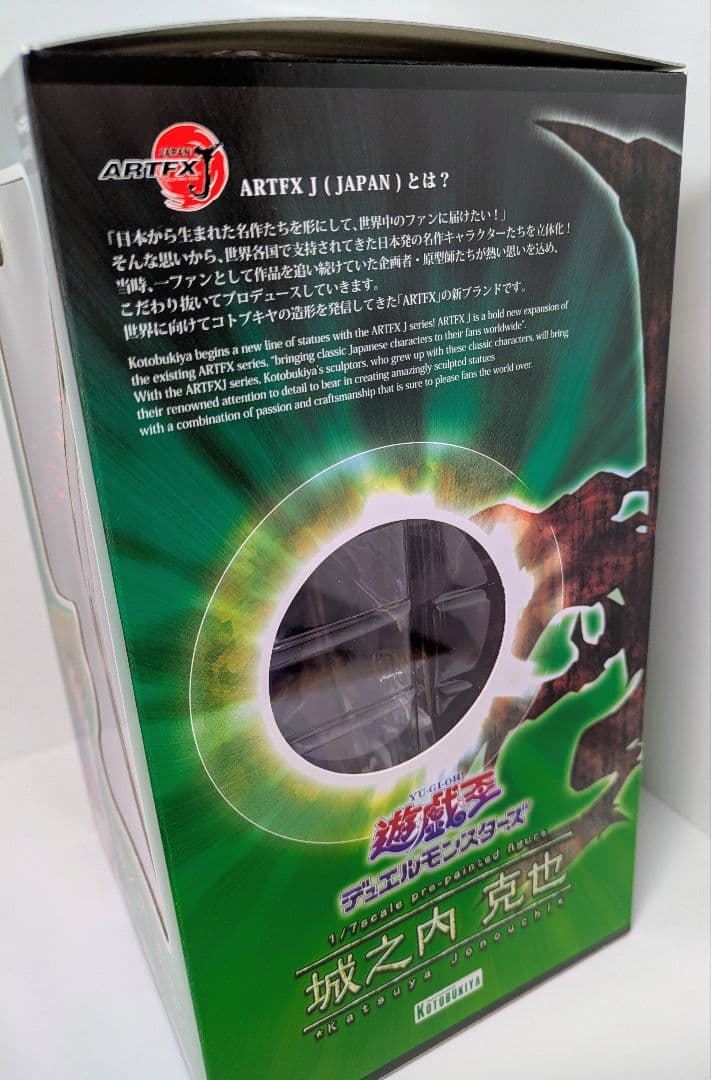 JAPAN
ARTFX J
ARTFX J ( JAPAN ) とは？
「日本から生まれた名作たちを形にして、世界中のファンに届けたい！」
そんな思いから、世界各国で支持されてきた日本発の名作キャラクターたちを立体化！
当時、一ファンとして作品を追い続けていた企画者・原型師たちが熱い思いを込め、
こだわり抜いてプロデュースしていきます。
世界に向けてコトブキヤの造形を発信してきた「ARTFX」の新ブランドです。
Kotobukiya begins a new line of statues with the ARTFX J series! ARTFX J is a bold new expansion of
the existing ARTFX series, "bringing classic Japanese characters to their fans worldwide".
With the ARTFXJ series, Kotobukiya's sculptors, who grew up with these classic characters, will bring
their renowned attention to detail to bear in creating amazingly sculpted statues
with a combination of passion and craftsmanship that is sure to please fans the world over.
YU-GI-OH!
遊戯王
デュエルモンスターズ
1/7scale pre-painted figure
城之内 克也
*Katsuya Jonouchi*
KOTOBUKIYA